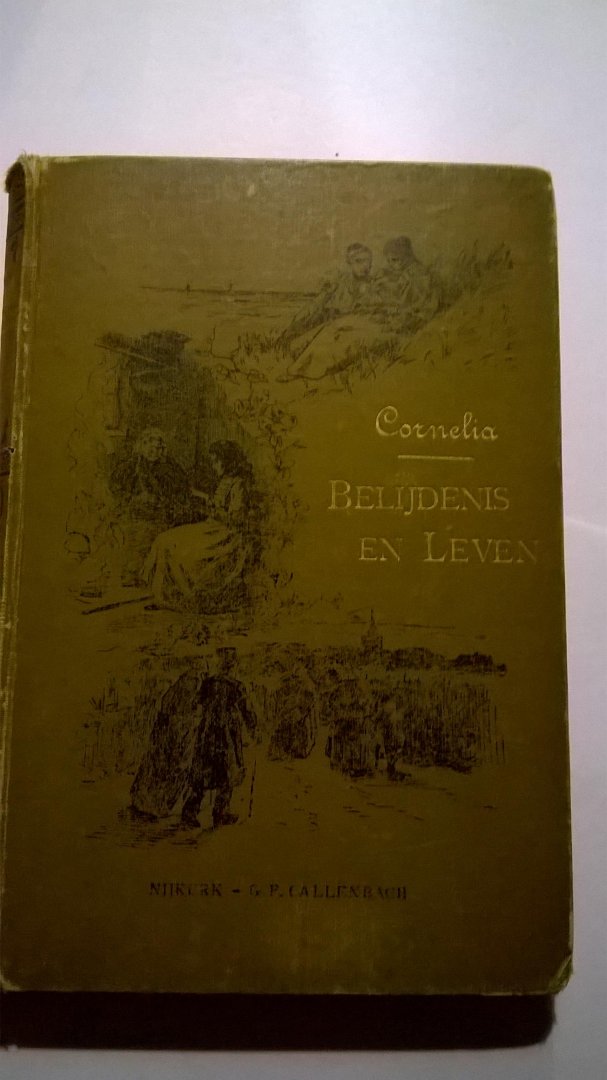 Cornelia
BELIJDENIS
EN LEVEN
NIJKERK - G. F. CALLENBACH